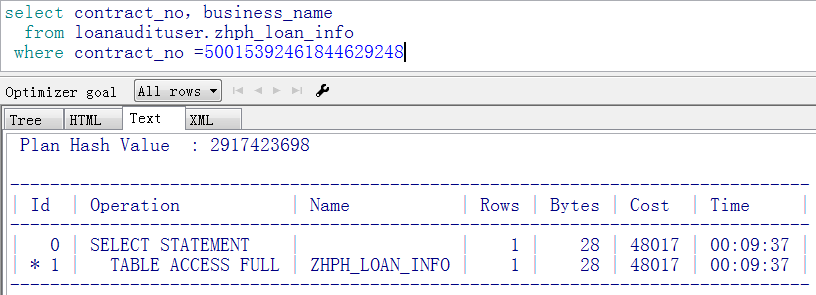 select contract_no, business_name
from loanaudituser.zhph_loan_info
where contract_no =50015392461844629248
Optimizer goal All rows
Tree HTML Text XML
Plan Hash Value : 2917423698
--------------------------------------------------------------------------------
| Id | Operation | Name | Rows | Bytes | Cost | Time |
--------------------------------------------------------------------------------
| 0 | SELECT STATEMENT | | 1 | 28 | 48017 | 00:09:37 |
| * 1 | TABLE ACCESS FULL | ZHPH_LOAN_INFO | 1 | 28 | 48017 | 00:09:37 |
--------------------------------------------------------------------------------